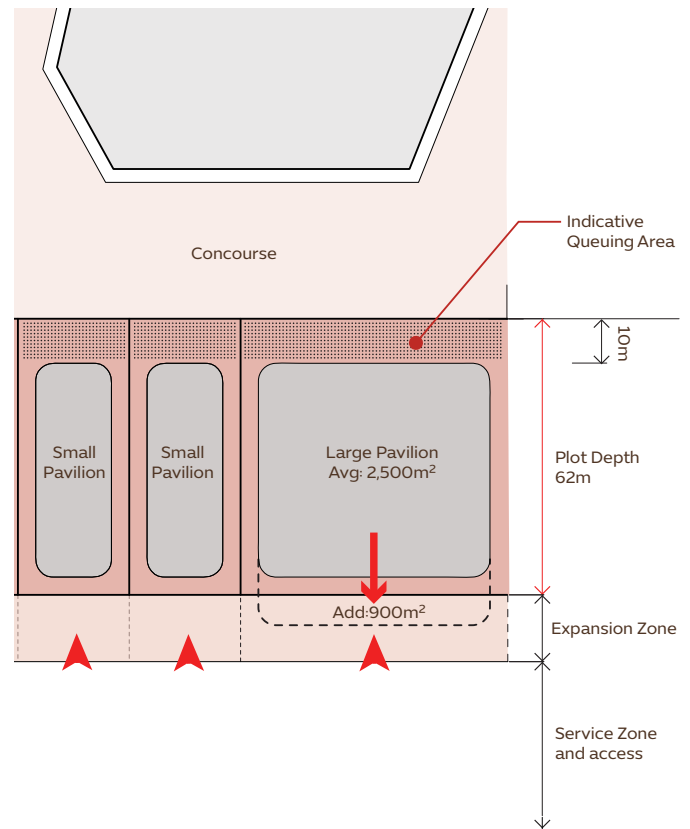 Indicative
Queuing Area
Concourse
10m
Small
Pavilion
Small
Pavilion
Large Pavilion
Avg: 2,500m²
Plot Depth
62m
Add:900m²
Expansion Zone
Service Zone
and access